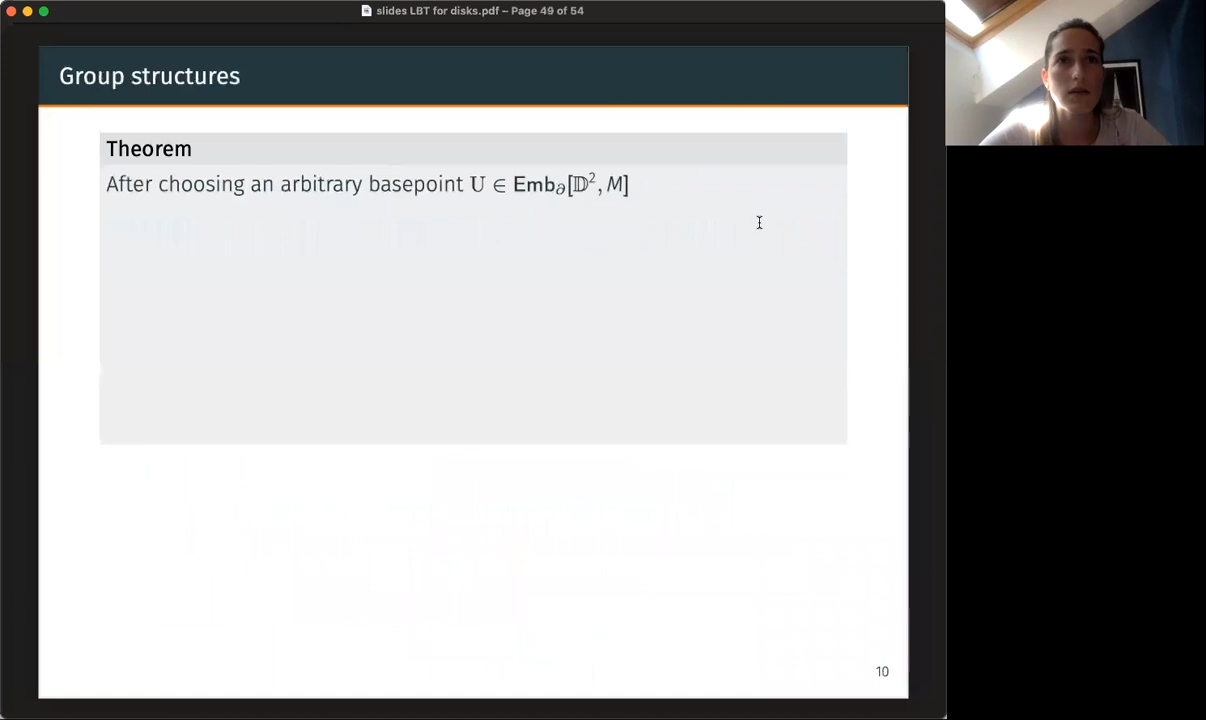 slides LBT for disks.pdf – Page 49 of 54
Group structures
Theorem
After choosing an arbitrary basepoint U ∈ Emb∂[𝔻², M]
10